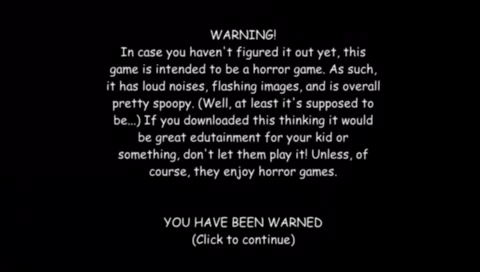 WARNING!
In case you haven't figured it out yet, this
game is intended to be a horror game. As such,
it has loud noises, flashing images, and is overall
pretty spoopy. (Well, at least it's supposed to
be...) If you downloaded this thinking it would
be great edutainment for your kid or
something, don't let them play it! Unless, of
course, they enjoy horror games.
YOU HAVE BEEN WARNED
(Click to continue)